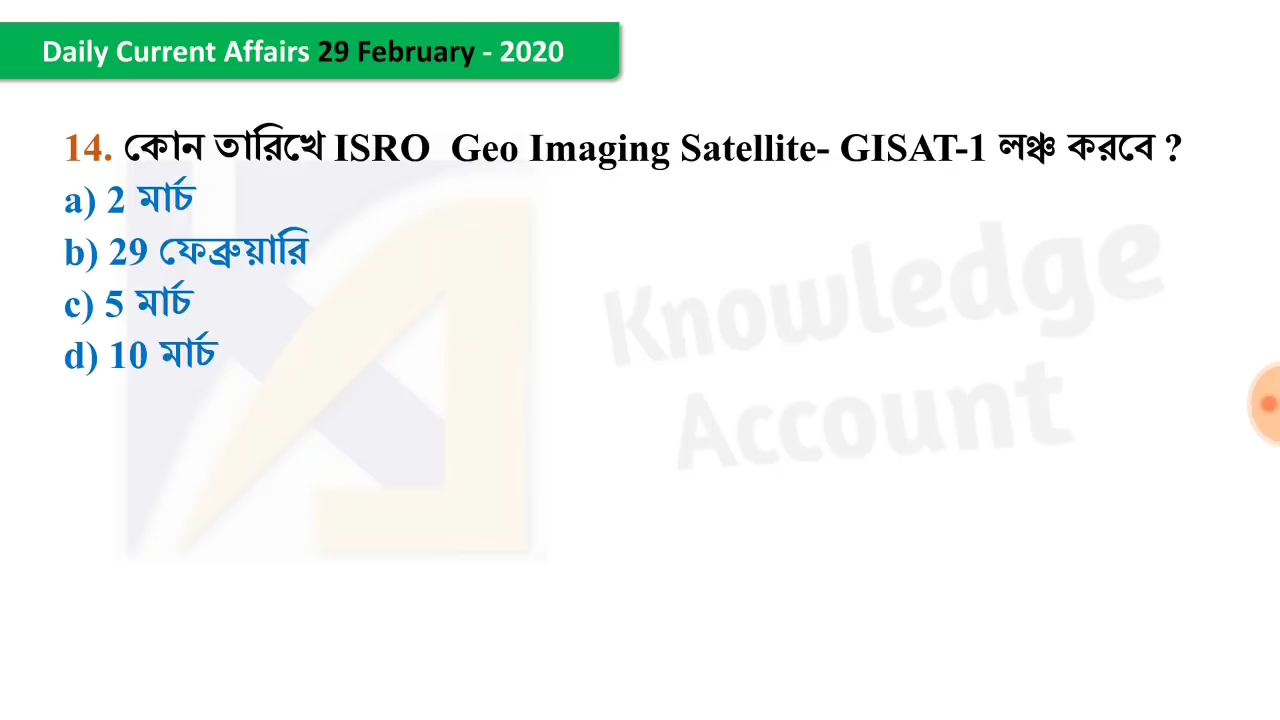 Daily Current Affairs 29 February - 2020
14. কোন তারিখে ISRO Geo Imaging Satellite- GISAT-1 লঞ্চ করবে ?
a) 2 মার্চ
b) 29 ফেব্রুয়ারি
c) 5 মার্চ
d) 10 মার্চ
Knowledge
Account